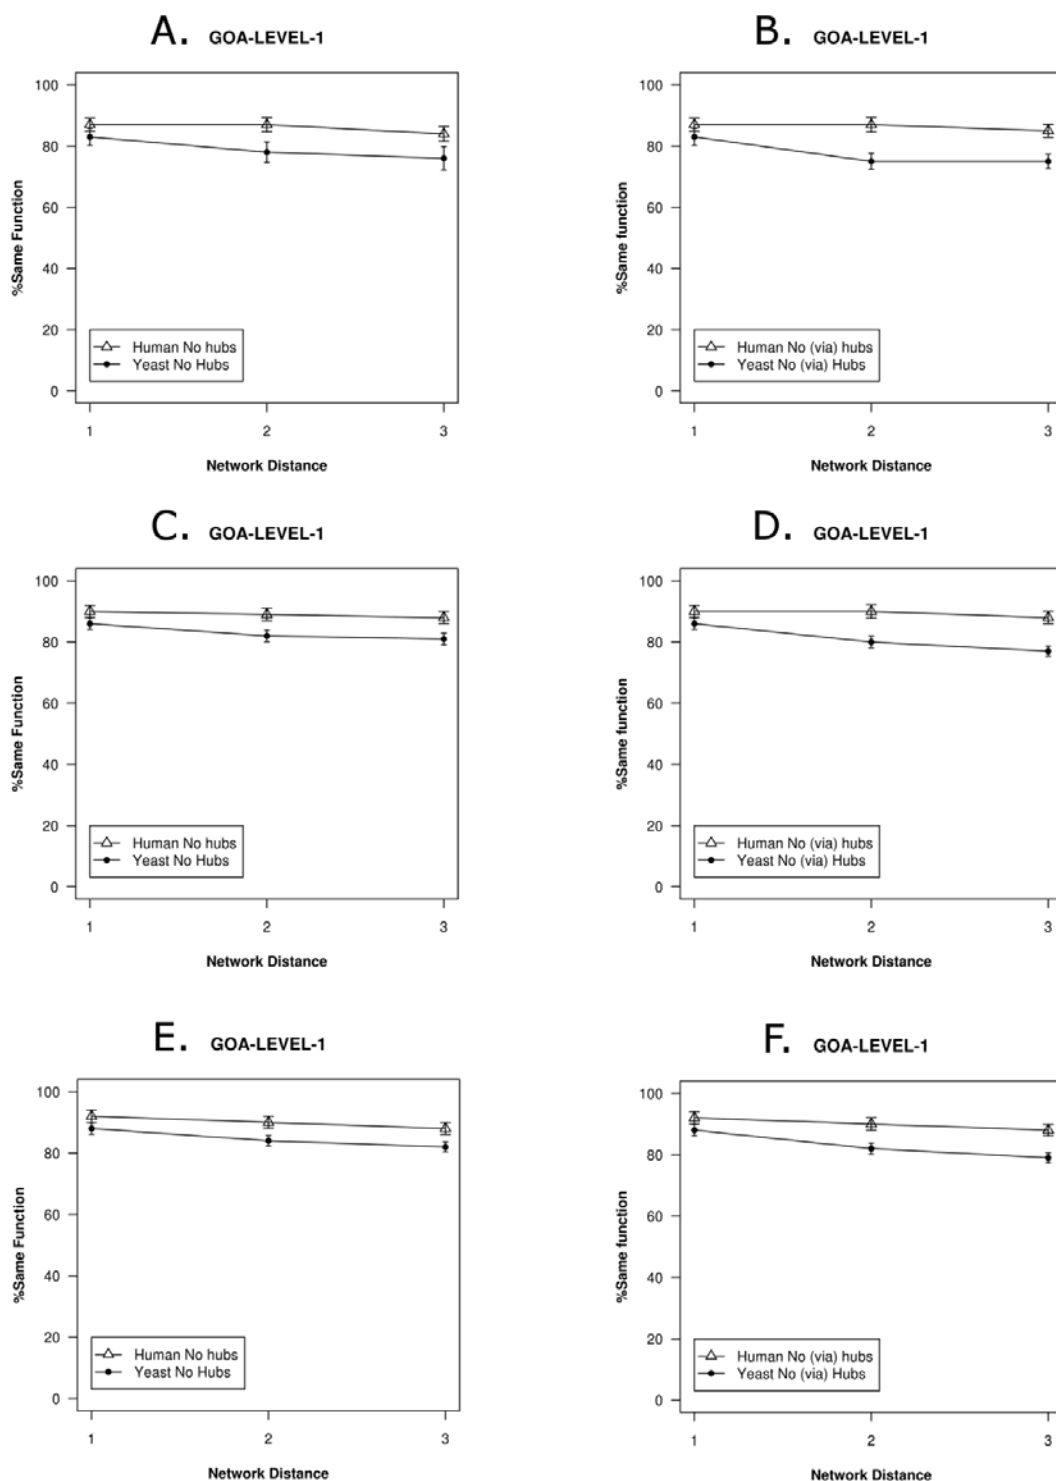 A. GOA-LEVEL-1
%Same Function
100
80
60
40
20
0
Human No hubs
Yeast No Hubs
1 2 3
Network Distance
B. GOA-LEVEL-1
%Same function
100
80
60
40
20
0
Human No (via) hubs
Yeast No (via) Hubs
1 2 3
Network Distance
C. GOA-LEVEL-1
%Same Function
100
80
60
40
20
0
Human No hubs
Yeast No Hubs
1 2 3
Network Distance
D. GOA-LEVEL-1
%Same function
100
80
60
40
20
0
Human No (via) hubs
Yeast No (via) Hubs
1 2 3
Network Distance
E. GOA-LEVEL-1
%Same Function
100
80
60
40
20
0
Human No hubs
Yeast No Hubs
1 2 3
Network Distance
F. GOA-LEVEL-1
%Same function
100
80
60
40
20
0
Human No (via) hubs
Yeast No (via) Hubs
1 2 3
Network Distance